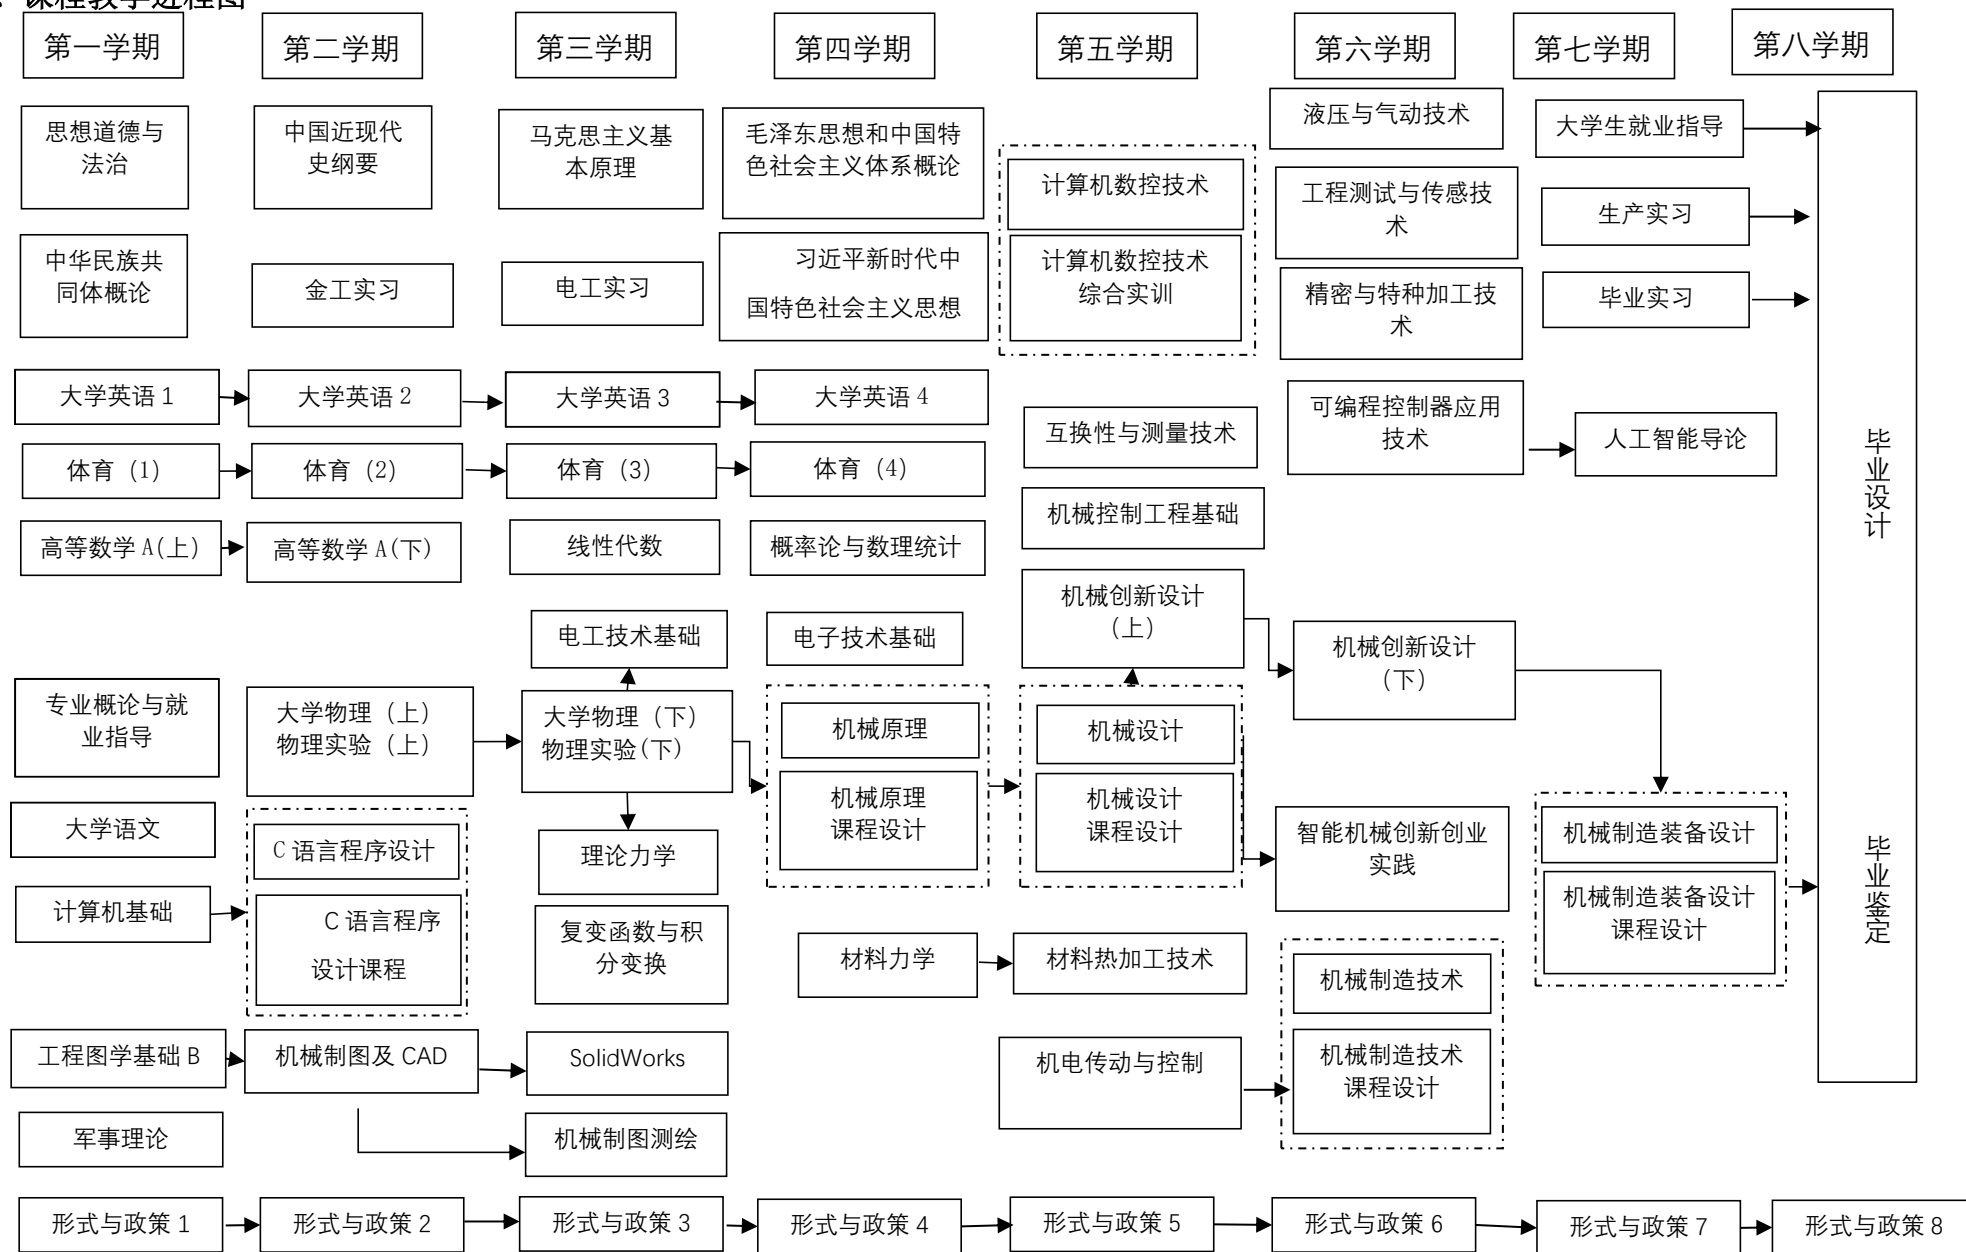 课程教学进程图
第一学期
第二学期
第三学期
第四学期
第五学期
第六学期
第七学期
第八学期
思想道德与
法治
中国近现代
史纲要
马克思主义基
本原理
毛泽东思想和中国特
色社会主义体系概论
计算机数控技术
液压与气动技术
大学生就业指导
工程测试与传感技
术
生产实习
中华民族共
同体概论
金工实习
电工实习
习近平新时代中
国特色社会主义思想
计算机数控技术
综合实训
精密与特种加工技
术
毕业实习
大学英语 1
大学英语 2
大学英语 3
大学英语 4
互换性与测量技术
可编程控制器应用
技术
人工智能导论
体育（1）
体育（2）
体育（3）
体育（4）
机械控制工程基础
高等数学 A(上)
高等数学 A(下)
线性代数
概率论与数理统计
毕业设计
电工技术基础
电子技术基础
机械创新设计
（上）
机械创新设计
（下）
专业概论与就
业指导
大学物理（上）
物理实验（上）
大学物理（下）
物理实验(下)
机械原理
机械设计
机械原理
课程设计
机械设计
课程设计
大学语文
C 语言程序设计
理论力学
智能机械创新创业
实践
机械制造装备设计
计算机基础
C 语言程序
设计课程
复变函数与积
分变换
材料力学
材料热加工技术
机械制造技术
机械制造装备设计
课程设计
毕业鉴定
工程图学基础 B
机械制图及 CAD
SolidWorks
机电传动与控制
机械制造技术
课程设计
军事理论
机械制图测绘
形式与政策 1
形式与政策 2
形式与政策 3
形式与政策 4
形式与政策 5
形式与政策 6
形式与政策 7
形式与政策 8